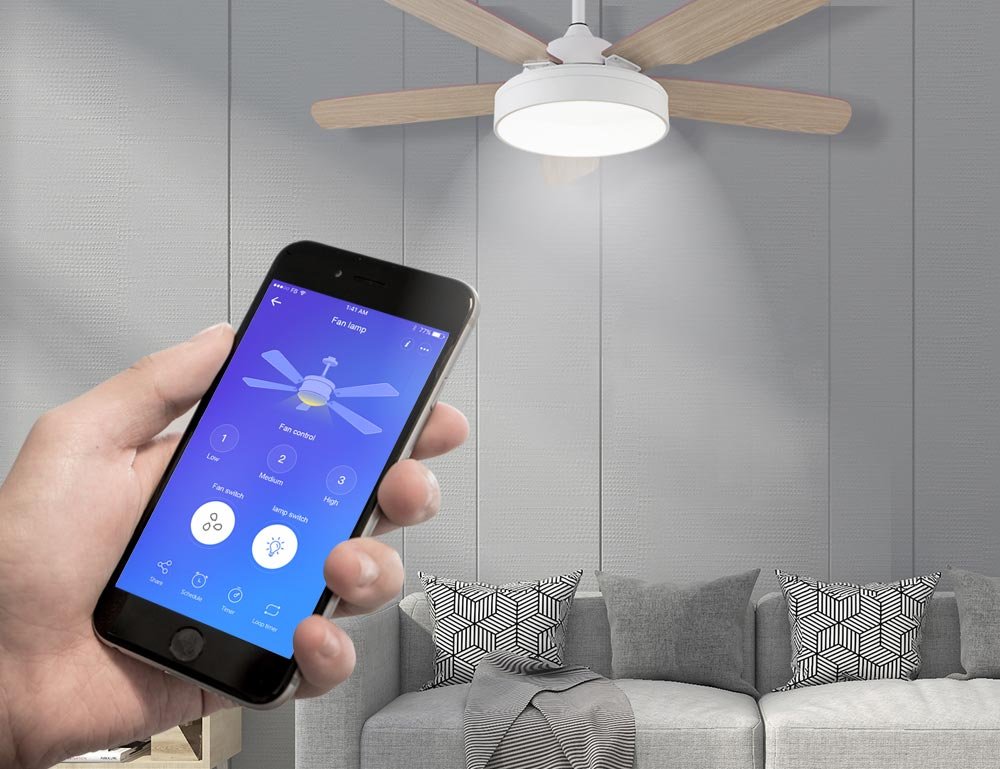 FB
1:41 AM
77%
Fan lamp
Fan control
1
2
3
Low
Medium
High
Fan switch
lamp switch
Share
Schedule
Timer
Loop timer